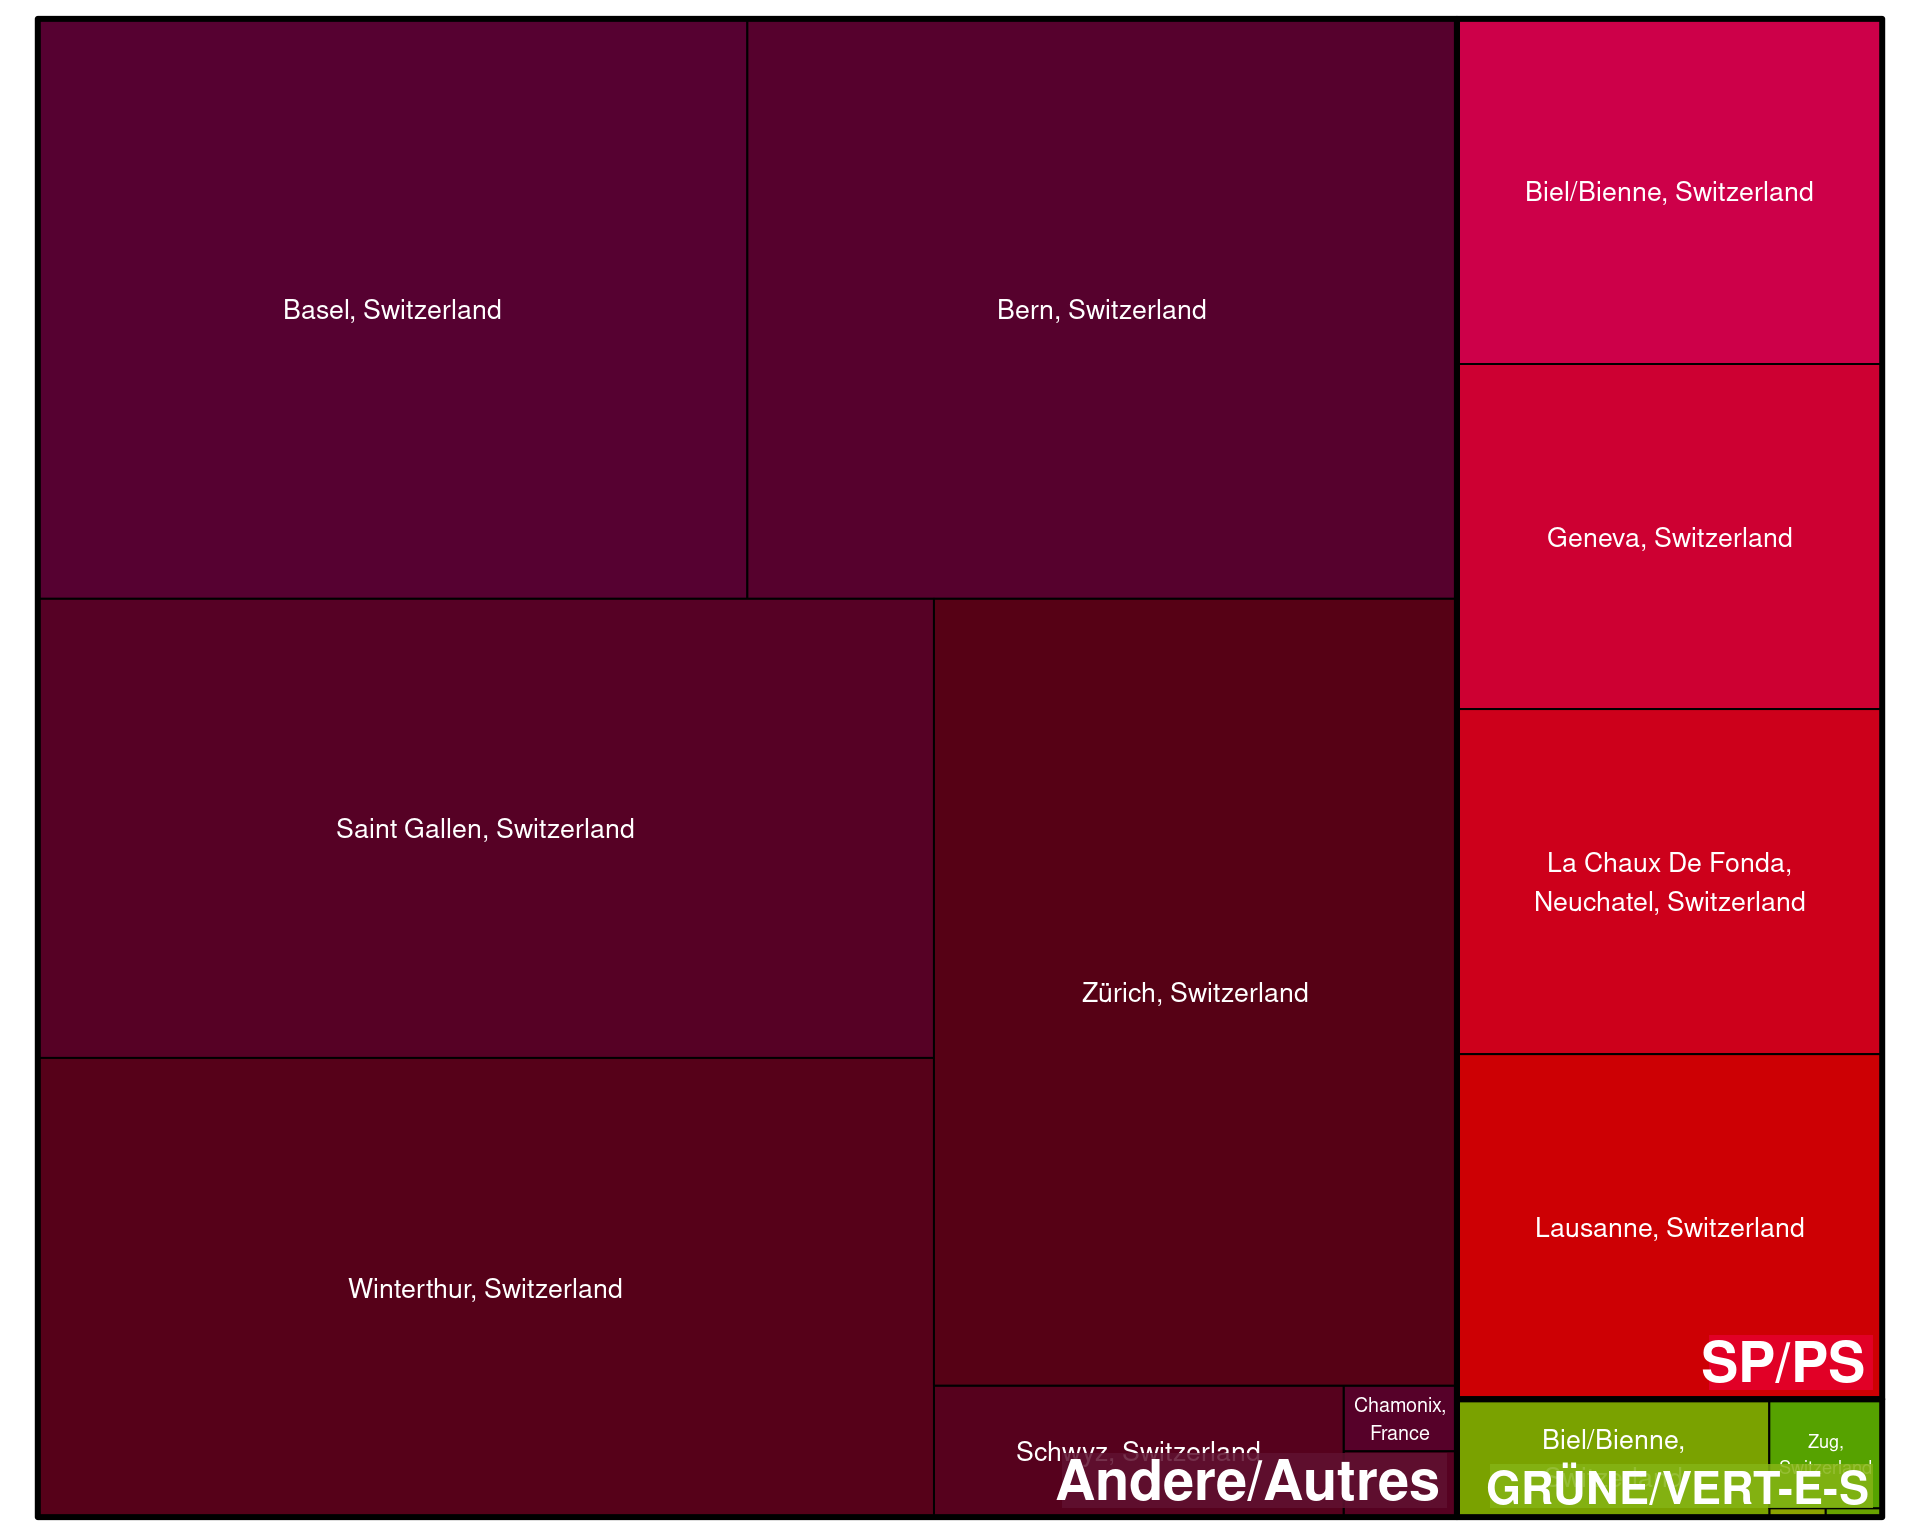 Basel, Switzerland
Bern, Switzerland
Biel/Bienne, Switzerland
Geneva, Switzerland
Saint Gallen, Switzerland
La Chaux De Fonda,
Neuchatel, Switzerland
Zürich, Switzerland
Lausanne, Switzerland
Winterthur, Switzerland
SP/PS
Chamonix,
France
Schwyz, Switzerland
Andere/Autres
Biel/Bienne,
Zug,
Switzerland
GRÜNE/VERT-E-S